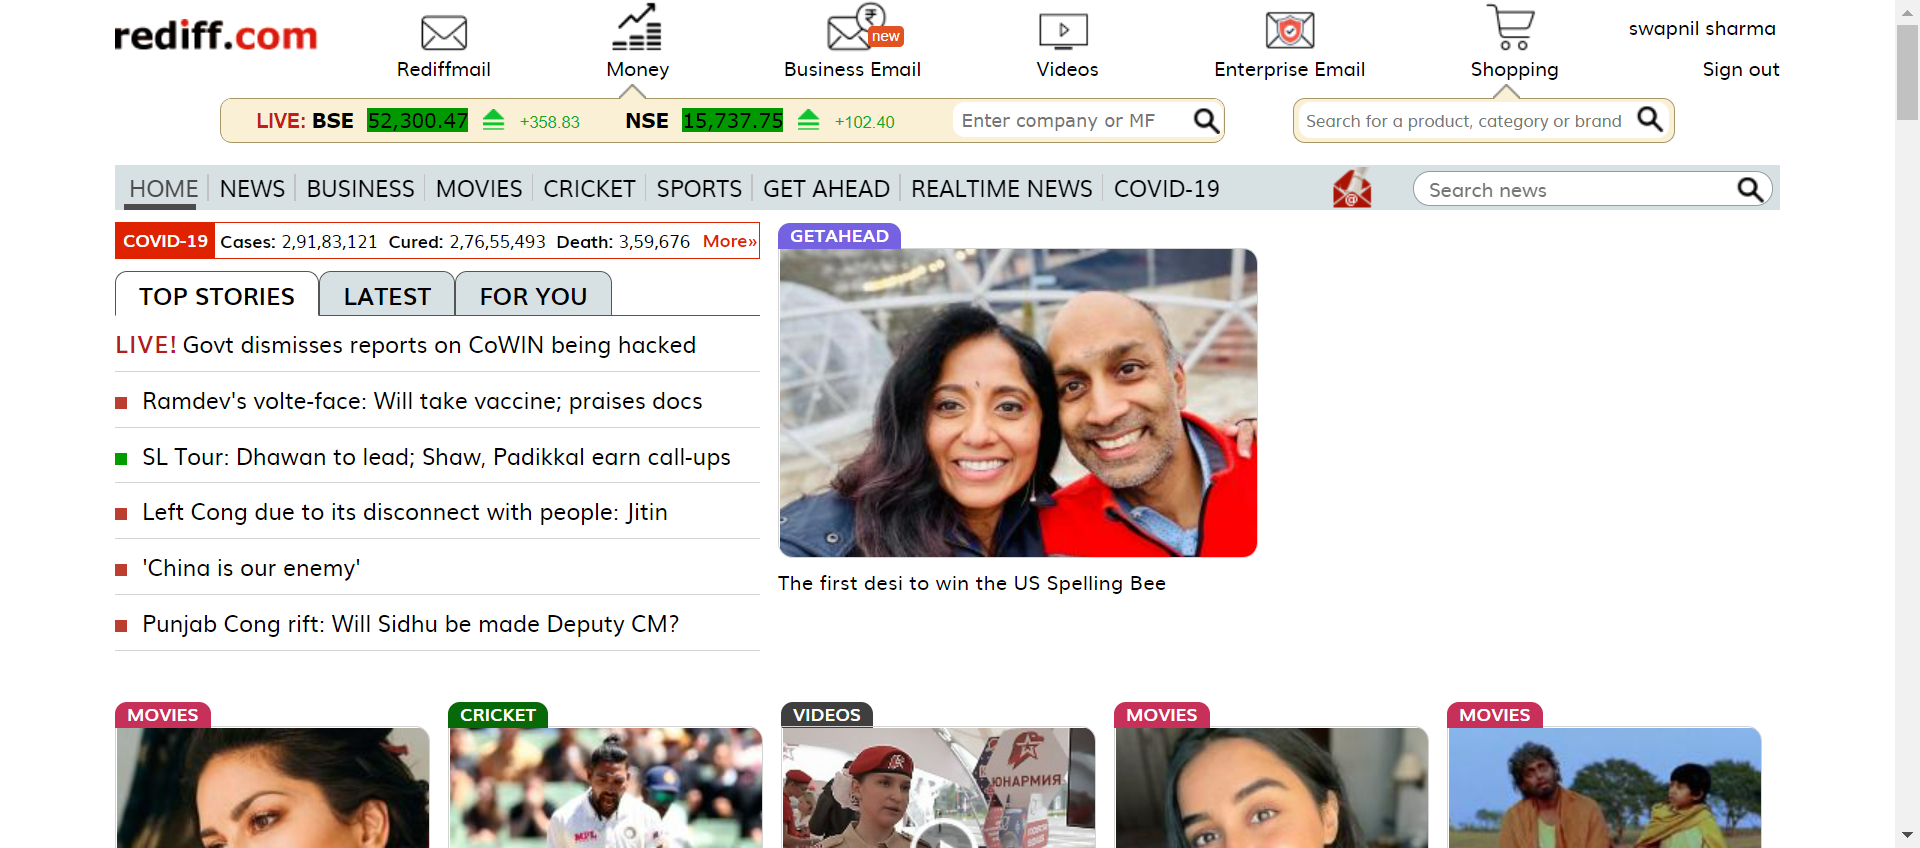 rediff.com
Rediffmail
Money
new
Business Email
Videos
Enterprise Email
Shopping
swapnil sharma
Sign out
LIVE: BSE 52,300.47 +358.83 NSE 15,737.75 +102.40
Enter company or MF
Search for a product, category or brand
HOME NEWS BUSINESS MOVIES CRICKET SPORTS GET AHEAD REALTIME NEWS COVID-19
Search news
COVID-19 Cases: 2,91,83,121 Cured: 2,76,55,493 Death: 3,59,676 More»
TOP STORIES LATEST FOR YOU
LIVE! Govt dismisses reports on CoWIN being hacked
Ramdev's volte-face: Will take vaccine; praises docs
SL Tour: Dhawan to lead; Shaw, Padikkal earn call-ups
Left Cong due to its disconnect with people: Jitin
'China is our enemy'
Punjab Cong rift: Will Sidhu be made Deputy CM?
GETAHEAD
The first desi to win the US Spelling Bee
MOVIES
CRICKET
MPL
VIDEOS
ЮНАРМИЯ
MOVIES
MOVIES